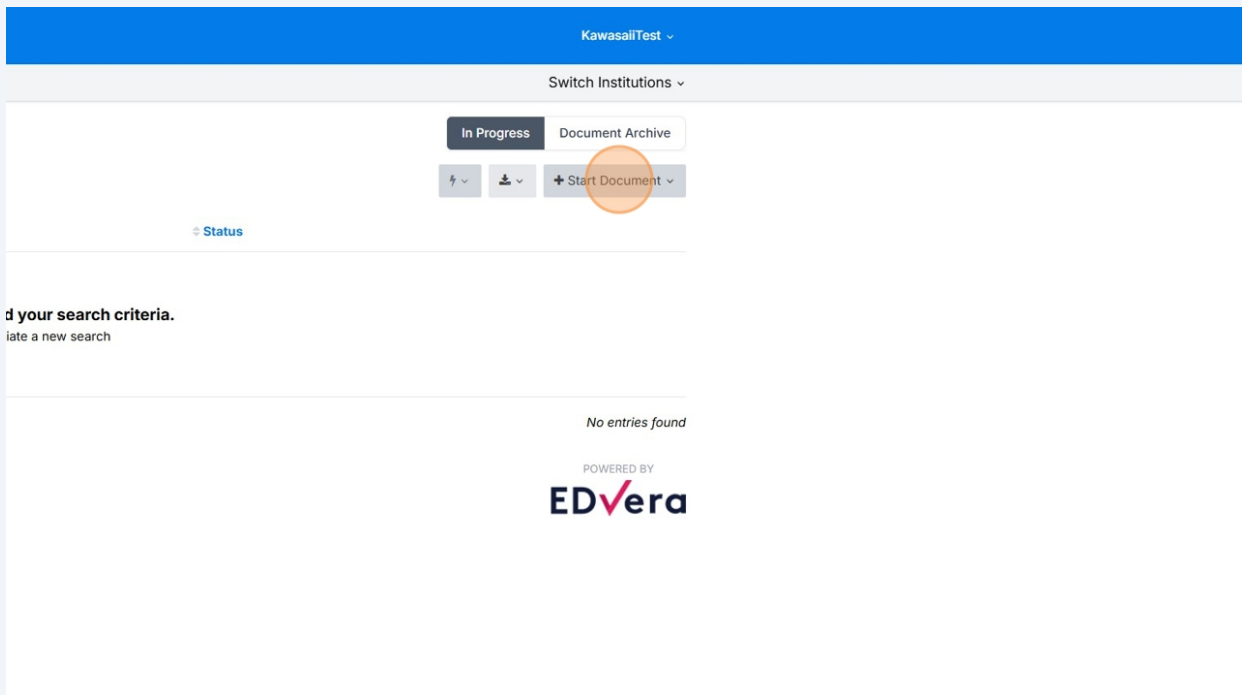 KawasaiiTest
Switch Institutions
In Progress Document Archive
+ Start Document
Status
d your search criteria.
iate a new search
No entries found
POWERED BY
EDvera